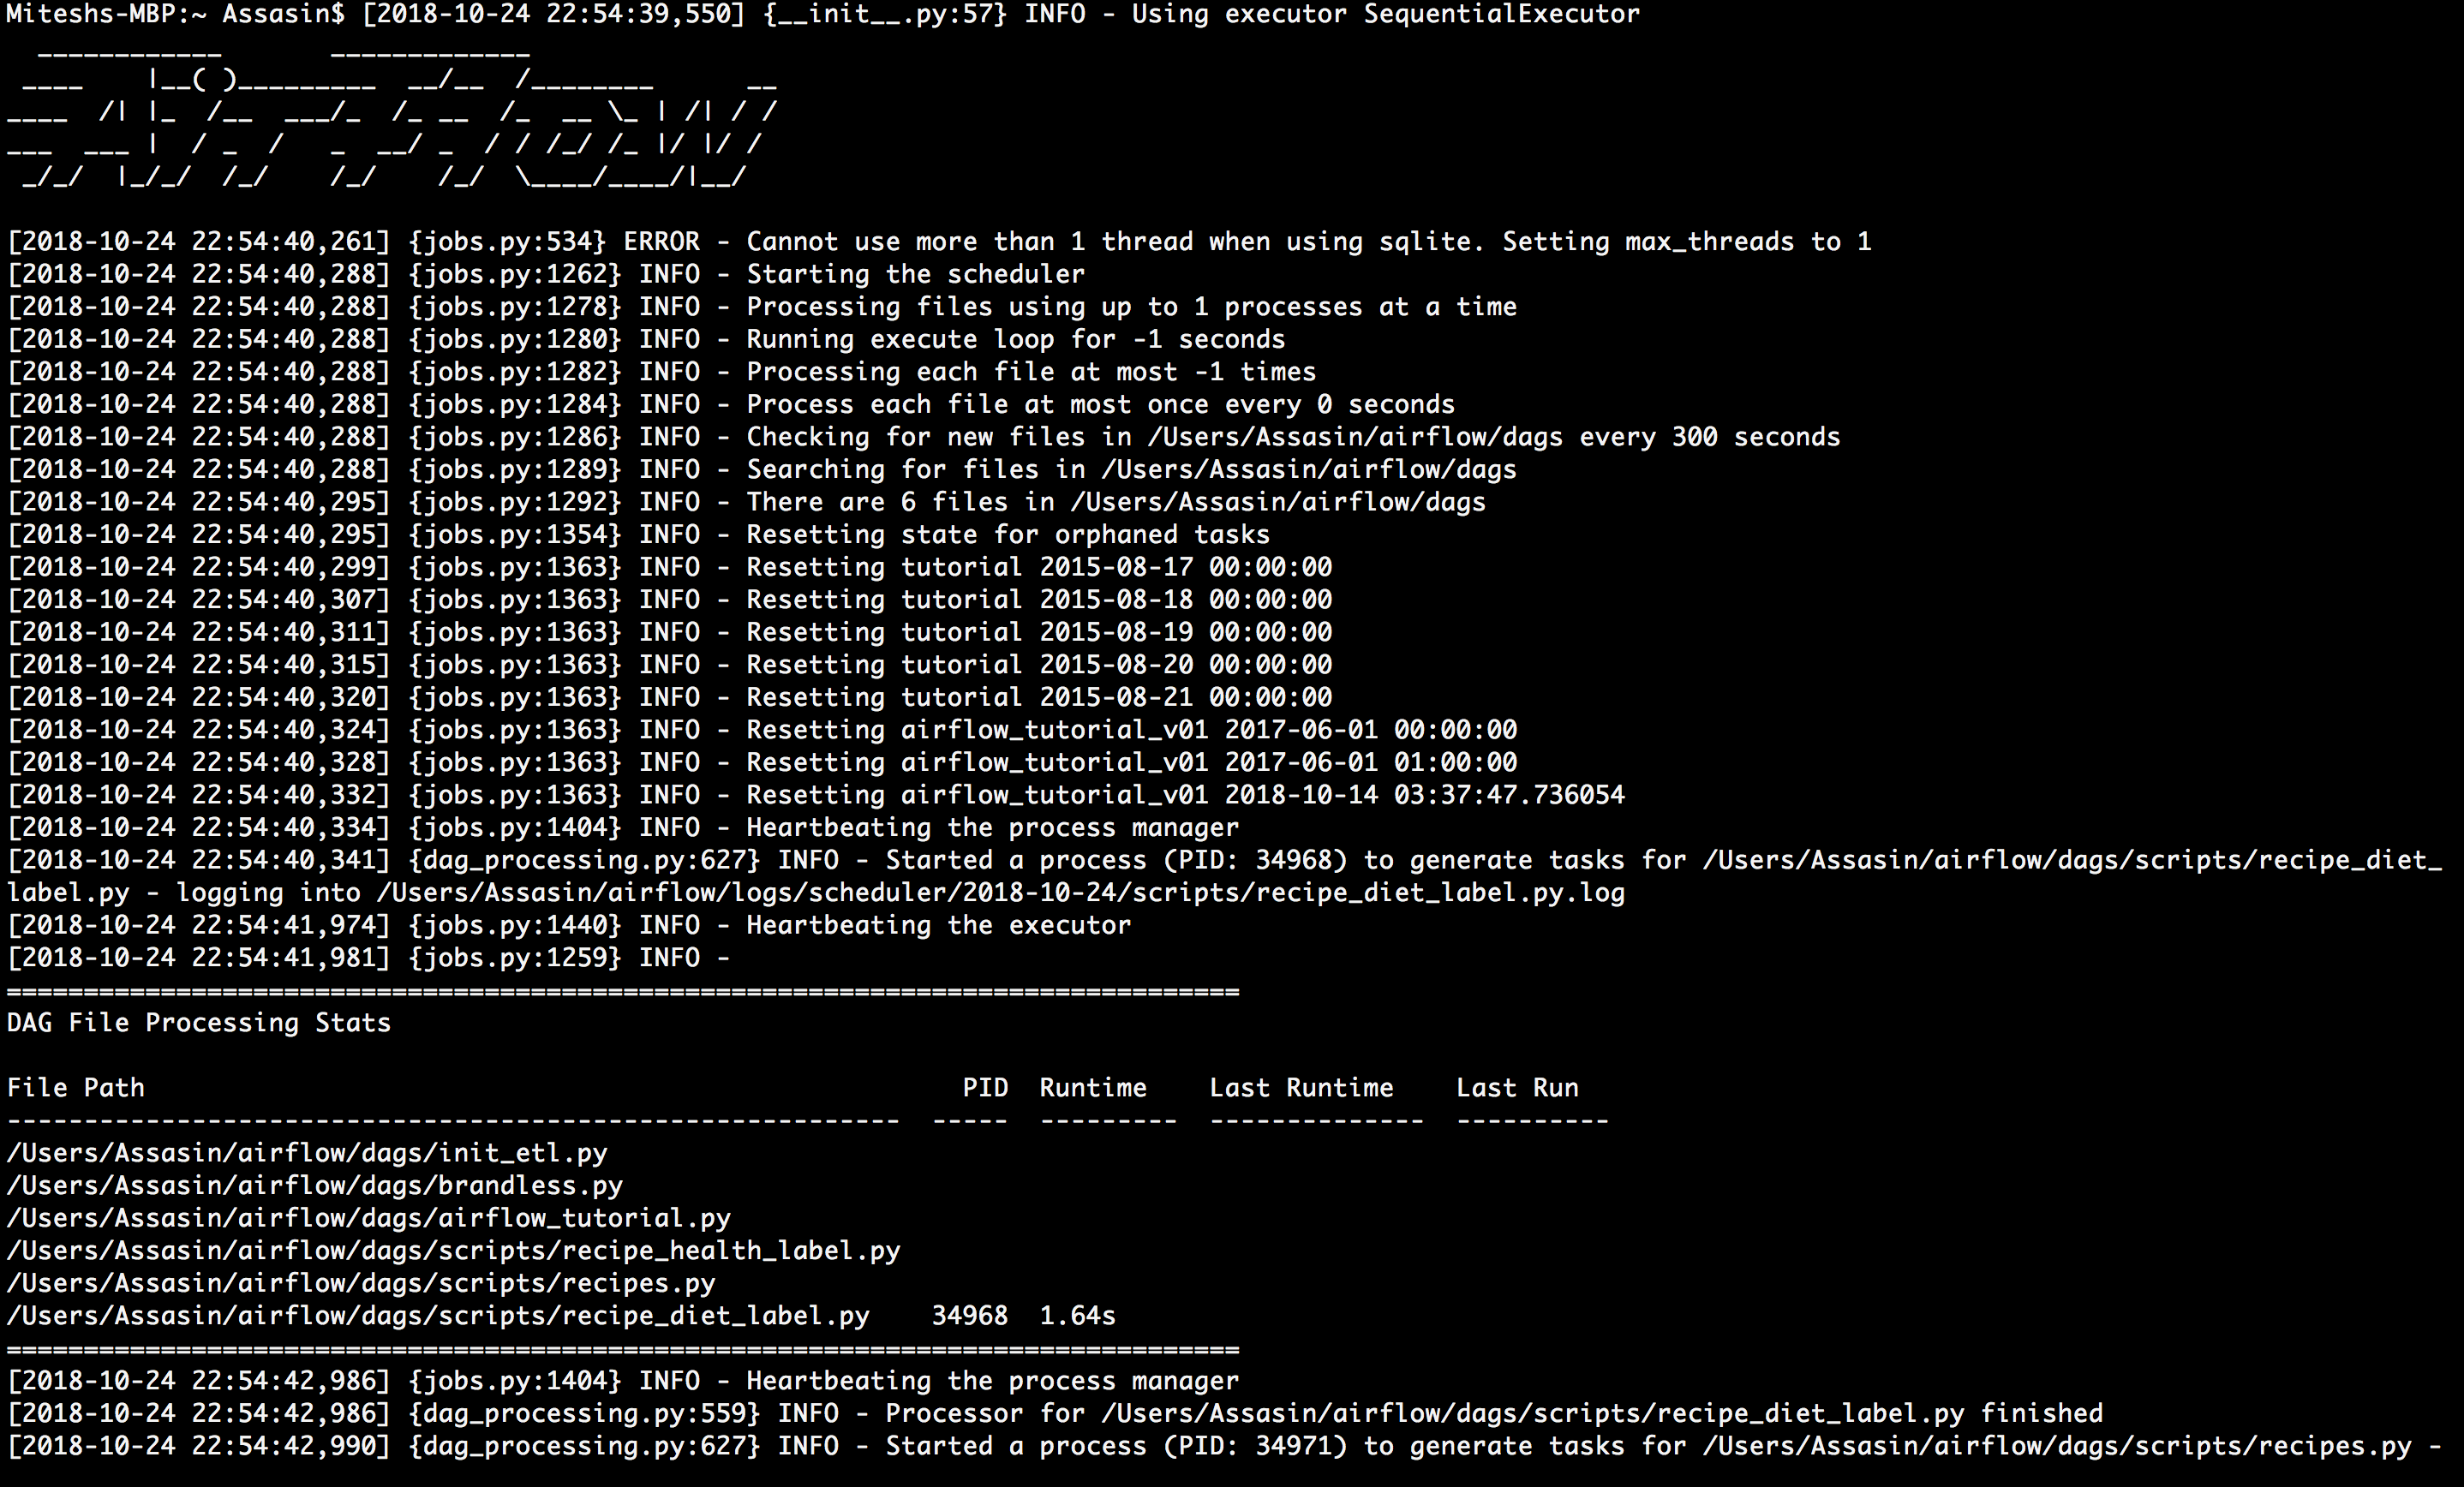 Miteshs-MBP:~ Assasin$ [2018-10-24 22:54:39,550] {__init__.py:57} INFO - Using executor SequentialExecutor
  ____________       _____________
 ____    |__( )_________  __/__  /________      __
____  /| |_  /__  ___/_  /_ __  /_  __ \_ | /| / /
___  ___ |  / _  /   _  __/ _  / / /_/ /_ |/ |/ /
 _/_/  |_/_/  /_/    /_/    /_/  \____/____/|__/
[2018-10-24 22:54:40,261] {jobs.py:534} ERROR - Cannot use more than 1 thread when using sqlite. Setting max_threads to 1
[2018-10-24 22:54:40,288] {jobs.py:1262} INFO - Starting the scheduler
[2018-10-24 22:54:40,288] {jobs.py:1278} INFO - Processing files using up to 1 processes at a time
[2018-10-24 22:54:40,288] {jobs.py:1280} INFO - Running execute loop for -1 seconds
[2018-10-24 22:54:40,288] {jobs.py:1282} INFO - Processing each file at most -1 times
[2018-10-24 22:54:40,288] {jobs.py:1284} INFO - Process each file at most once every 0 seconds
[2018-10-24 22:54:40,288] {jobs.py:1286} INFO - Checking for new files in /Users/Assasin/airflow/dags every 300 seconds
[2018-10-24 22:54:40,288] {jobs.py:1289} INFO - Searching for files in /Users/Assasin/airflow/dags
[2018-10-24 22:54:40,295] {jobs.py:1292} INFO - There are 6 files in /Users/Assasin/airflow/dags
[2018-10-24 22:54:40,295] {jobs.py:1354} INFO - Resetting state for orphaned tasks
[2018-10-24 22:54:40,299] {jobs.py:1363} INFO - Resetting tutorial 2015-08-17 00:00:00
[2018-10-24 22:54:40,307] {jobs.py:1363} INFO - Resetting tutorial 2015-08-18 00:00:00
[2018-10-24 22:54:40,311] {jobs.py:1363} INFO - Resetting tutorial 2015-08-19 00:00:00
[2018-10-24 22:54:40,315] {jobs.py:1363} INFO - Resetting tutorial 2015-08-20 00:00:00
[2018-10-24 22:54:40,320] {jobs.py:1363} INFO - Resetting tutorial 2015-08-21 00:00:00
[2018-10-24 22:54:40,324] {jobs.py:1363} INFO - Resetting airflow_tutorial_v01 2017-06-01 00:00:00
[2018-10-24 22:54:40,328] {jobs.py:1363} INFO - Resetting airflow_tutorial_v01 2017-06-01 01:00:00
[2018-10-24 22:54:40,332] {jobs.py:1363} INFO - Resetting airflow_tutorial_v01 2018-10-14 03:37:47.736054
[2018-10-24 22:54:40,334] {jobs.py:1404} INFO - Heartbeating the process manager
[2018-10-24 22:54:40,341] {dag_processing.py:627} INFO - Started a process (PID: 34968) to generate tasks for /Users/Assasin/airflow/dags/scripts/recipe_diet_
label.py - logging into /Users/Assasin/airflow/logs/scheduler/2018-10-24/scripts/recipe_diet_label.py.log
[2018-10-24 22:54:41,974] {jobs.py:1440} INFO - Heartbeating the executor
[2018-10-24 22:54:41,981] {jobs.py:1259} INFO -
================================================================================
DAG File Processing Stats
File Path                                                     PID  Runtime    Last Runtime    Last Run
----------------------------------------------------------  -----  ---------  --------------  ----------
/Users/Assasin/airflow/dags/init_etl.py
/Users/Assasin/airflow/dags/brandless.py
/Users/Assasin/airflow/dags/airflow_tutorial.py
/Users/Assasin/airflow/dags/scripts/recipe_health_label.py
/Users/Assasin/airflow/dags/scripts/recipes.py
/Users/Assasin/airflow/dags/scripts/recipe_diet_label.py    34968  1.64s
================================================================================
[2018-10-24 22:54:42,986] {jobs.py:1404} INFO - Heartbeating the process manager
[2018-10-24 22:54:42,986] {dag_processing.py:559} INFO - Processor for /Users/Assasin/airflow/dags/scripts/recipe_diet_label.py finished
[2018-10-24 22:54:42,990] {dag_processing.py:627} INFO - Started a process (PID: 34971) to generate tasks for /Users/Assasin/airflow/dags/scripts/recipes.py -